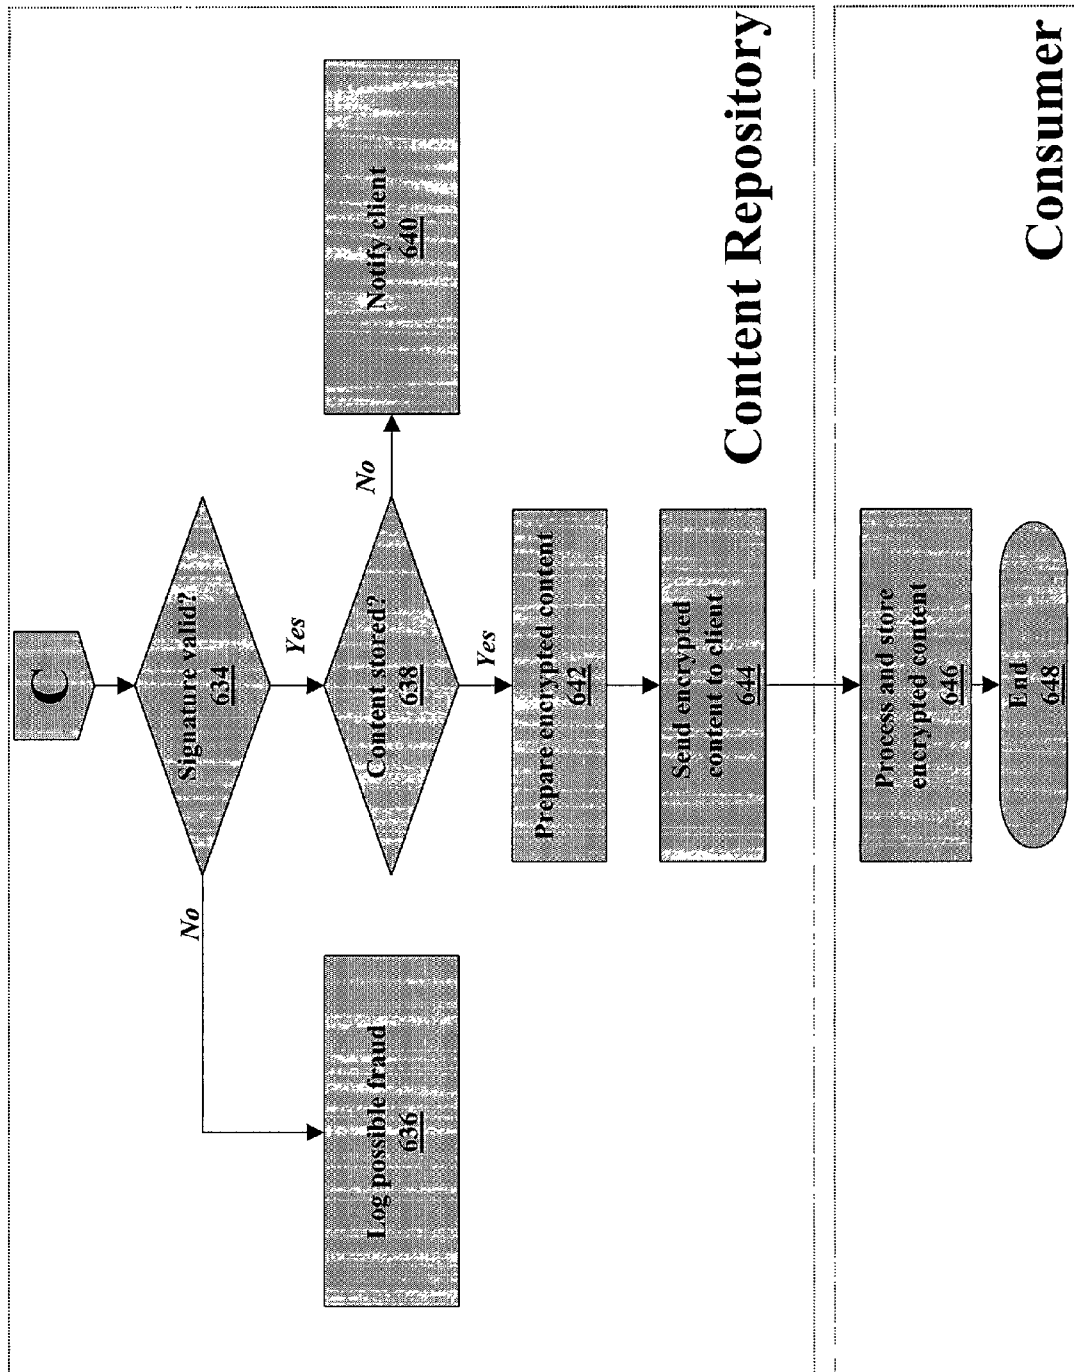 C
Signature valid?
634
No
Yes
Log possible fraud
636
Content stored?
638
No
Notify client
640
Yes
Prepare encrypted content
642
Send encrypted
content to client
644
Content Repository
Process and store
encrypted content
646
End
648
Consumer